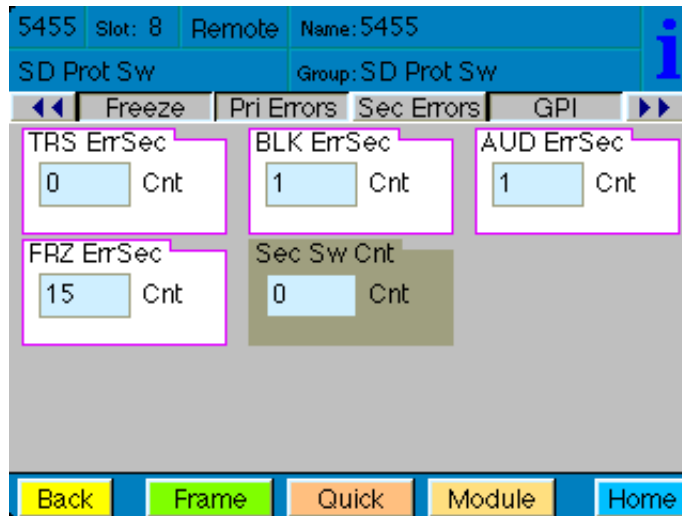 5455 Slot: 8 Remote Name: 5455
SD Prot Sw Group: SD Prot Sw
Freeze Pri Errors Sec Errors GPI
TRS ErrSec BLK ErrSec AUD ErrSec
0 Cnt 1 Cnt 1 Cnt
FRZ ErrSec Sec Sw Cnt
15 Cnt 0 Cnt
Back Frame Quick Module Home